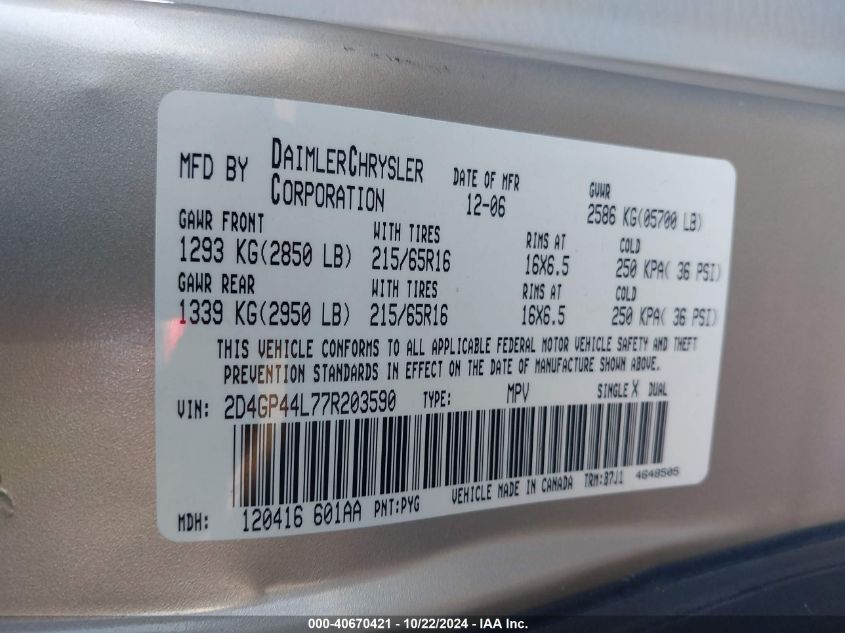 MFD BY DAIMLERCHRYSLER CORPORATION DATE OF MFR 12-06 GVWR 2586 KG(05700 LB)
GAWR FRONT WITH TIRES RIMS AT COLD
1293 KG(2850 LB) 215/65R16 16X6.5 250 KPA( 36 PSI)
GAWR REAR WITH TIRES RIMS AT COLD
1339 KG(2950 LB) 215/65R16 16X6.5 250 KPA( 36 PSI)
THIS VEHICLE CONFORMS TO ALL APPLICABLE FEDERAL MOTOR VEHICLE SAFETY AND THEFT
PREVENTION STANDARDS IN EFFECT ON THE DATE OF MANUFACTURE SHOWN ABOVE.
VIN: 2D4GP44L77R203590 TYPE: MPV SINGLE X DUAL
MDH: 120416 601AA PNT:PYG VEHICLE MADE IN CANADA TRM:B7J1 4648505
000-40670421 - 10/22/2024 - IAA Inc.